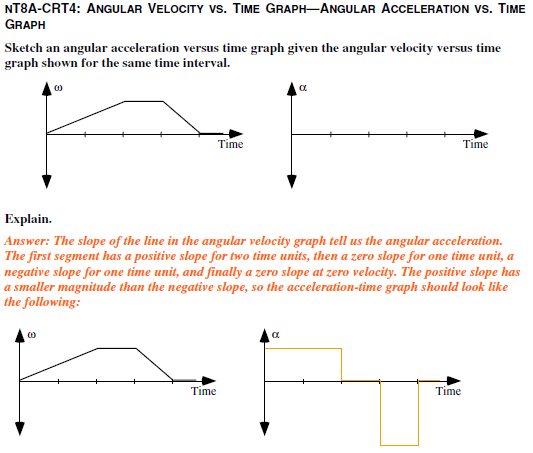 NT8A-CRT4: ANGULAR VELOCITY VS. TIME GRAPH—ANGULAR ACCELERATION VS. TIME
GRAPH
Sketch an angular acceleration versus time graph given the angular velocity versus time
graph shown for the same time interval.
ω
α
Time
Time
Explain.
Answer: The slope of the line in the angular velocity graph tell us the angular acceleration.
The first segment has a positive slope for two time units, then a zero slope for one time unit, a
negative slope for one time unit, and finally a zero slope at zero velocity. The positive slope has
a smaller magnitude than the negative slope, so the acceleration-time graph should look like
the following:
ω
α
Time
Time